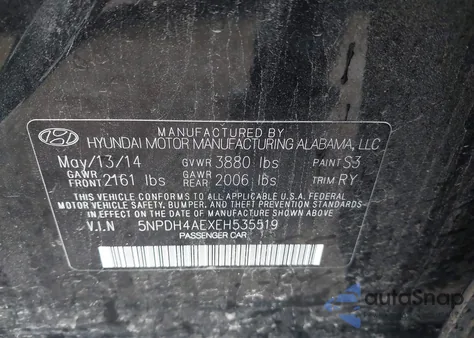 MANUFACTURED BY
HYUNDAI MOTOR MANUFACTURING ALABAMA, LLC
May/13/14 GVWR 3880 lbs PAINT S3
GAWR FRONT 2161 lbs GAWR REAR 2006 lbs TRIM RY
THIS VEHICLE CONFORMS TO ALL APPLICABLE U.S.A. FEDERAL
MOTOR VEHICLE SAFETY, BUMPER, AND THEFT PREVENTION STANDARDS
IN EFFECT ON THE DATE OF MANUFACTURE SHOWN ABOVE.
V.I.N 5NPDH4AEXEH535519
PASSENGER CAR
autoSnap